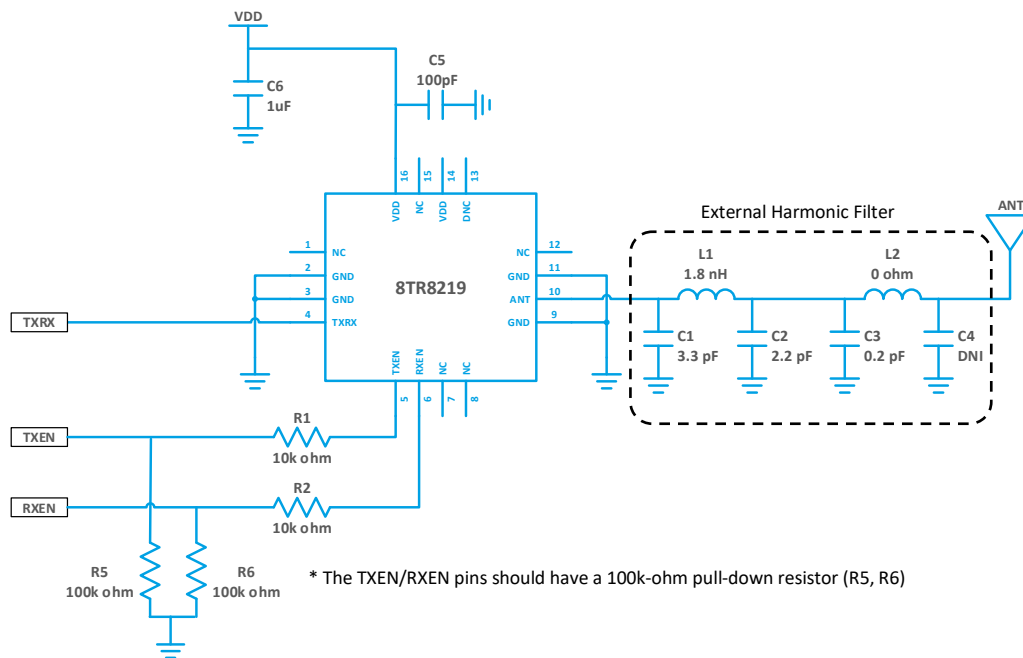 VDD
C6
1uF
C5
100pF
16
15
14
13
VDD
NC
VDD
DNC
1
NC
2
GND
3
GND
4
TXRX
8TR8219
NC
12
GND
11
ANT
10
GND
9
TXEN
RXEN
NC
NC
5
6
7
8
TXRX
TXEN
RXEN
R1
10k ohm
R2
10k ohm
R5
100k ohm
R6
100k ohm
External Harmonic Filter
ANT
L1
1.8 nH
L2
0 ohm
C1
3.3 pF
C2
2.2 pF
C3
0.2 pF
C4
DNI
* The TXEN/RXEN pins should have a 100k-ohm pull-down resistor (R5, R6)